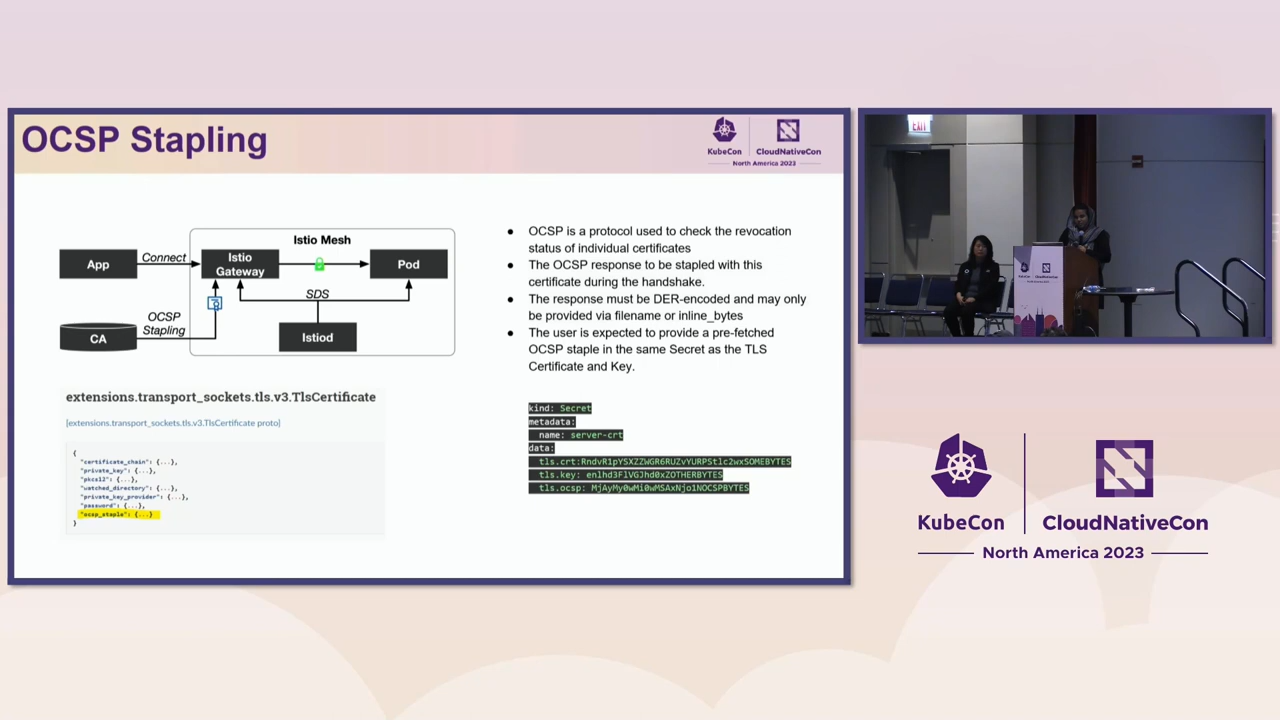 OCSP Stapling
KubeCon
CloudNativeCon
North America 2023
Istio Mesh
App
Connect
Istio
Gateway
Pod
SDS
OCSP
Stapling
CA
Istiod
extensions.transport_sockets.tls.v3.TlsCertificate
[extensions.transport_sockets.tls.v3.TlsCertificate proto]
{
"certificate_chain": {...},
"private_key": {...},
"pkcs12": {...},
"watched_directory": {...},
"private_key_provider": {...},
"password": {...},
"ocsp_staple": {...}
}
● OCSP is a protocol used to check the revocation
status of individual certificates
● The OCSP response to be stapled with this
certificate during the handshake.
● The response must be DER-encoded and may only
be provided via filename or inline_bytes
● The user is expected to provide a pre-fetched
OCSP staple in the same Secret as the TLS
Certificate and Key.
kind: Secret
metadata:
name: server-crt
data:
tls.crt:RndvR1pYSXZZWGR6RUZvYURPStlc2wxSOMEBYTES
tls.key: enlhd3FlVGJhd0xZOTHERBYTES
tls.ocsp: MjAyMy0wMi0wMSAxNjo1NOCSPBYTES
EXIT
KubeCon
CloudNativeCon
North America 2023